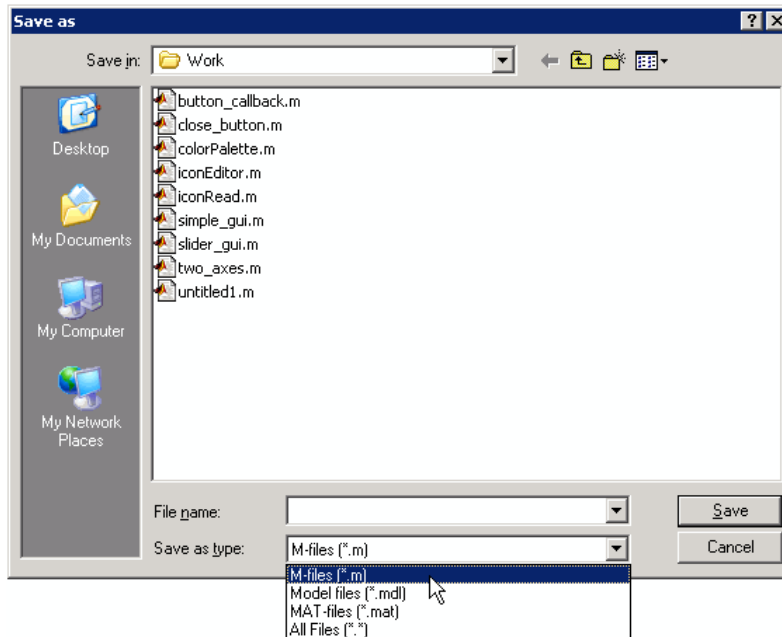 Save as
Save in: Work
Desktop
My Documents
My Computer
My Network
Places
button_callback.m
close_button.m
colorPalette.m
iconEditor.m
iconRead.m
simple_gui.m
slider_gui.m
two_axes.m
untitled1.m
File name:
Save
Save as type: M-files (*.m)
Cancel
M-files (*.m)
Model files (*.mdl)
MAT-files (*.mat)
All Files (*.*)